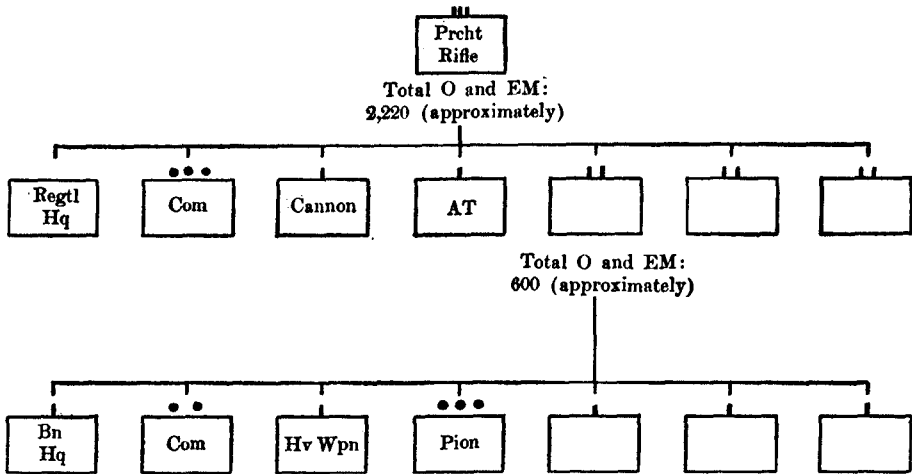 Prcht
Rifle
Total O and EM:
2,220 (approximately)
Regtl
Hq
Com
Cannon
AT
Total O and EM:
600 (approximately)
Bn
Hq
Com
Hv Wpn
Pion